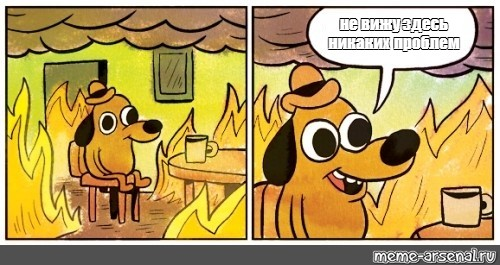 не вижу здесь
никаких проблем
meme-arsenal.ru